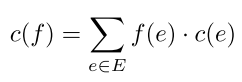 c(f) = ∑_{e∈E} f(e) · c(e)